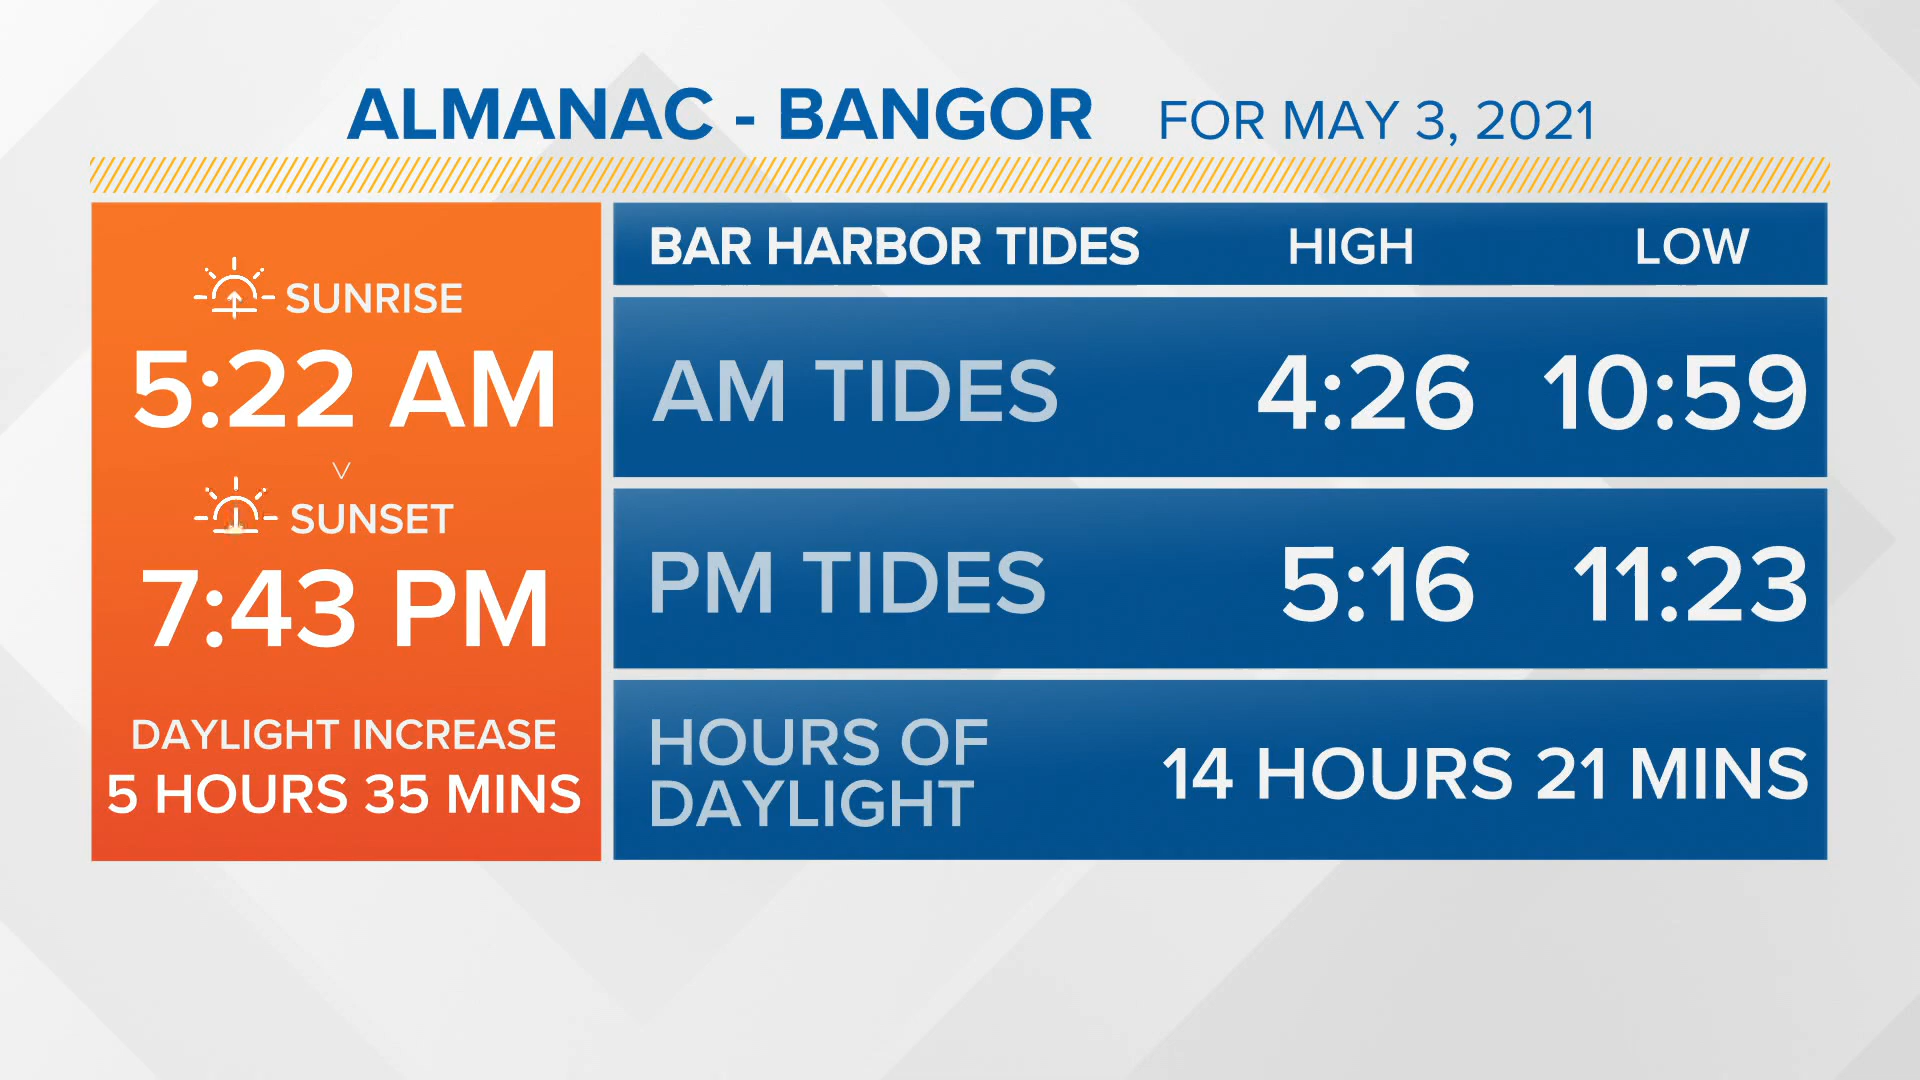 ALMANAC - BANGOR FOR MAY 3, 2021
SUNRISE
5:22 AM
SUNSET
7:43 PM
DAYLIGHT INCREASE
5 HOURS 35 MINS
BAR HARBOR TIDES HIGH LOW
AM TIDES 4:26 10:59
PM TIDES 5:16 11:23
HOURS OF
DAYLIGHT
14 HOURS 21 MINS